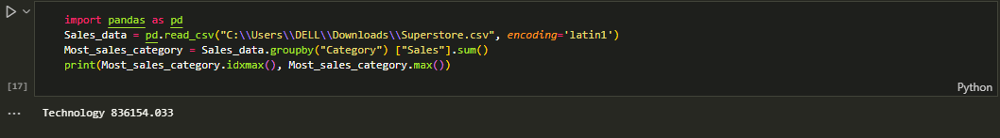 import pandas as pd
Sales_data = pd.read_csv("C:\\Users\\DELL\\Downloads\\Superstore.csv", encoding='latin1')
Most_sales_category = Sales_data.groupby("Category") ["Sales"].sum()
print(Most_sales_category.idxmax(), Most_sales_category.max())
[17]
Python
... Technology 836154.033